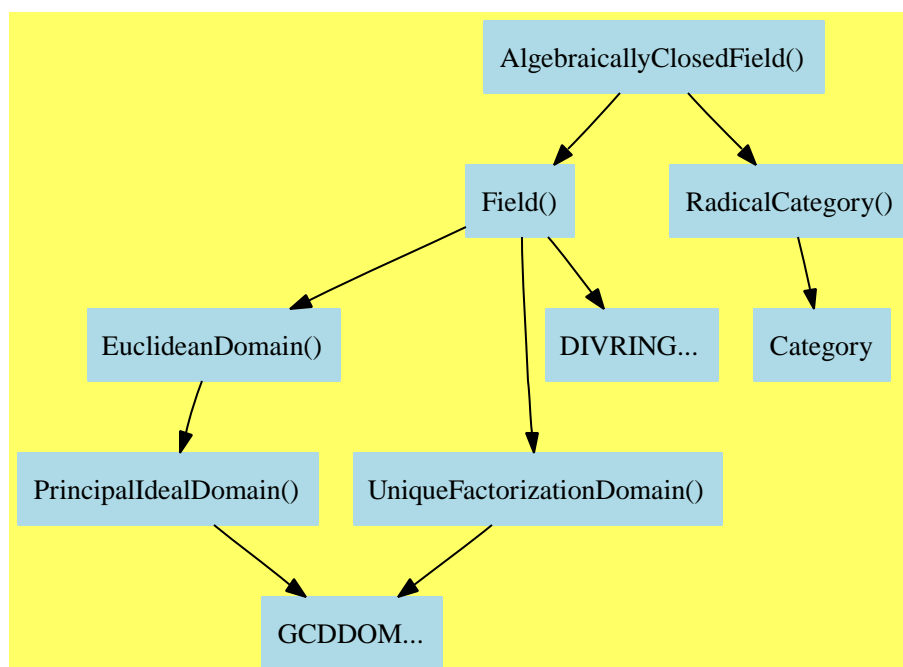 AlgebraicallyClosedField()
Field()
RadicalCategory()
EuclideanDomain()
DIVRING...
Category
PrincipalIdealDomain()
UniqueFactorizationDomain()
GCDDOM...